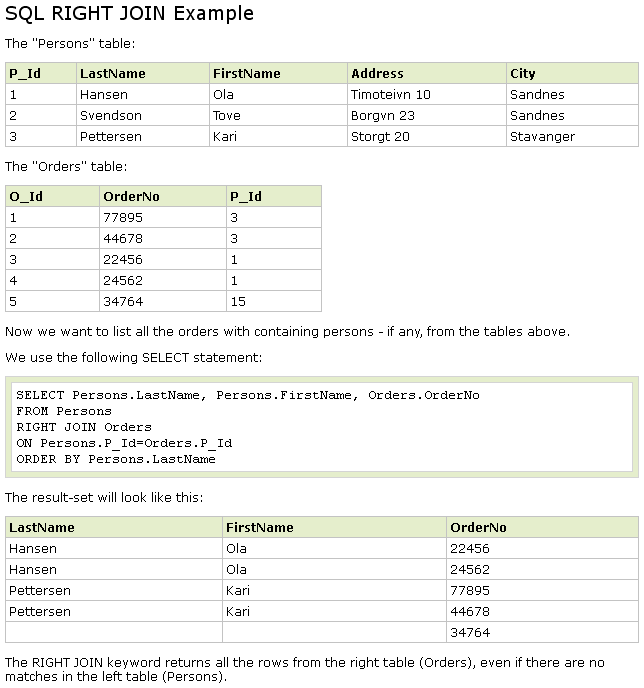 SQL RIGHT JOIN Example
The "Persons" table:
P_Id LastName FirstName Address City
1 Hansen Ola Timoteivn 10 Sandnes
2 Svendson Tove Borgvn 23 Sandnes
3 Pettersen Kari Storgt 20 Stavanger
The "Orders" table:
O_Id OrderNo P_Id
1 77895 3
2 44678 3
3 22456 1
4 24562 1
5 34764 15
Now we want to list all the orders with containing persons - if any, from the tables above.
We use the following SELECT statement:
SELECT Persons.LastName, Persons.FirstName, Orders.OrderNo
FROM Persons
RIGHT JOIN Orders
ON Persons.P_Id=Orders.P_Id
ORDER BY Persons.LastName
The result-set will look like this:
LastName FirstName OrderNo
Hansen Ola 22456
Hansen Ola 24562
Pettersen Kari 77895
Pettersen Kari 44678
34764
The RIGHT JOIN keyword returns all the rows from the right table (Orders), even if there are no
matches in the left table (Persons).